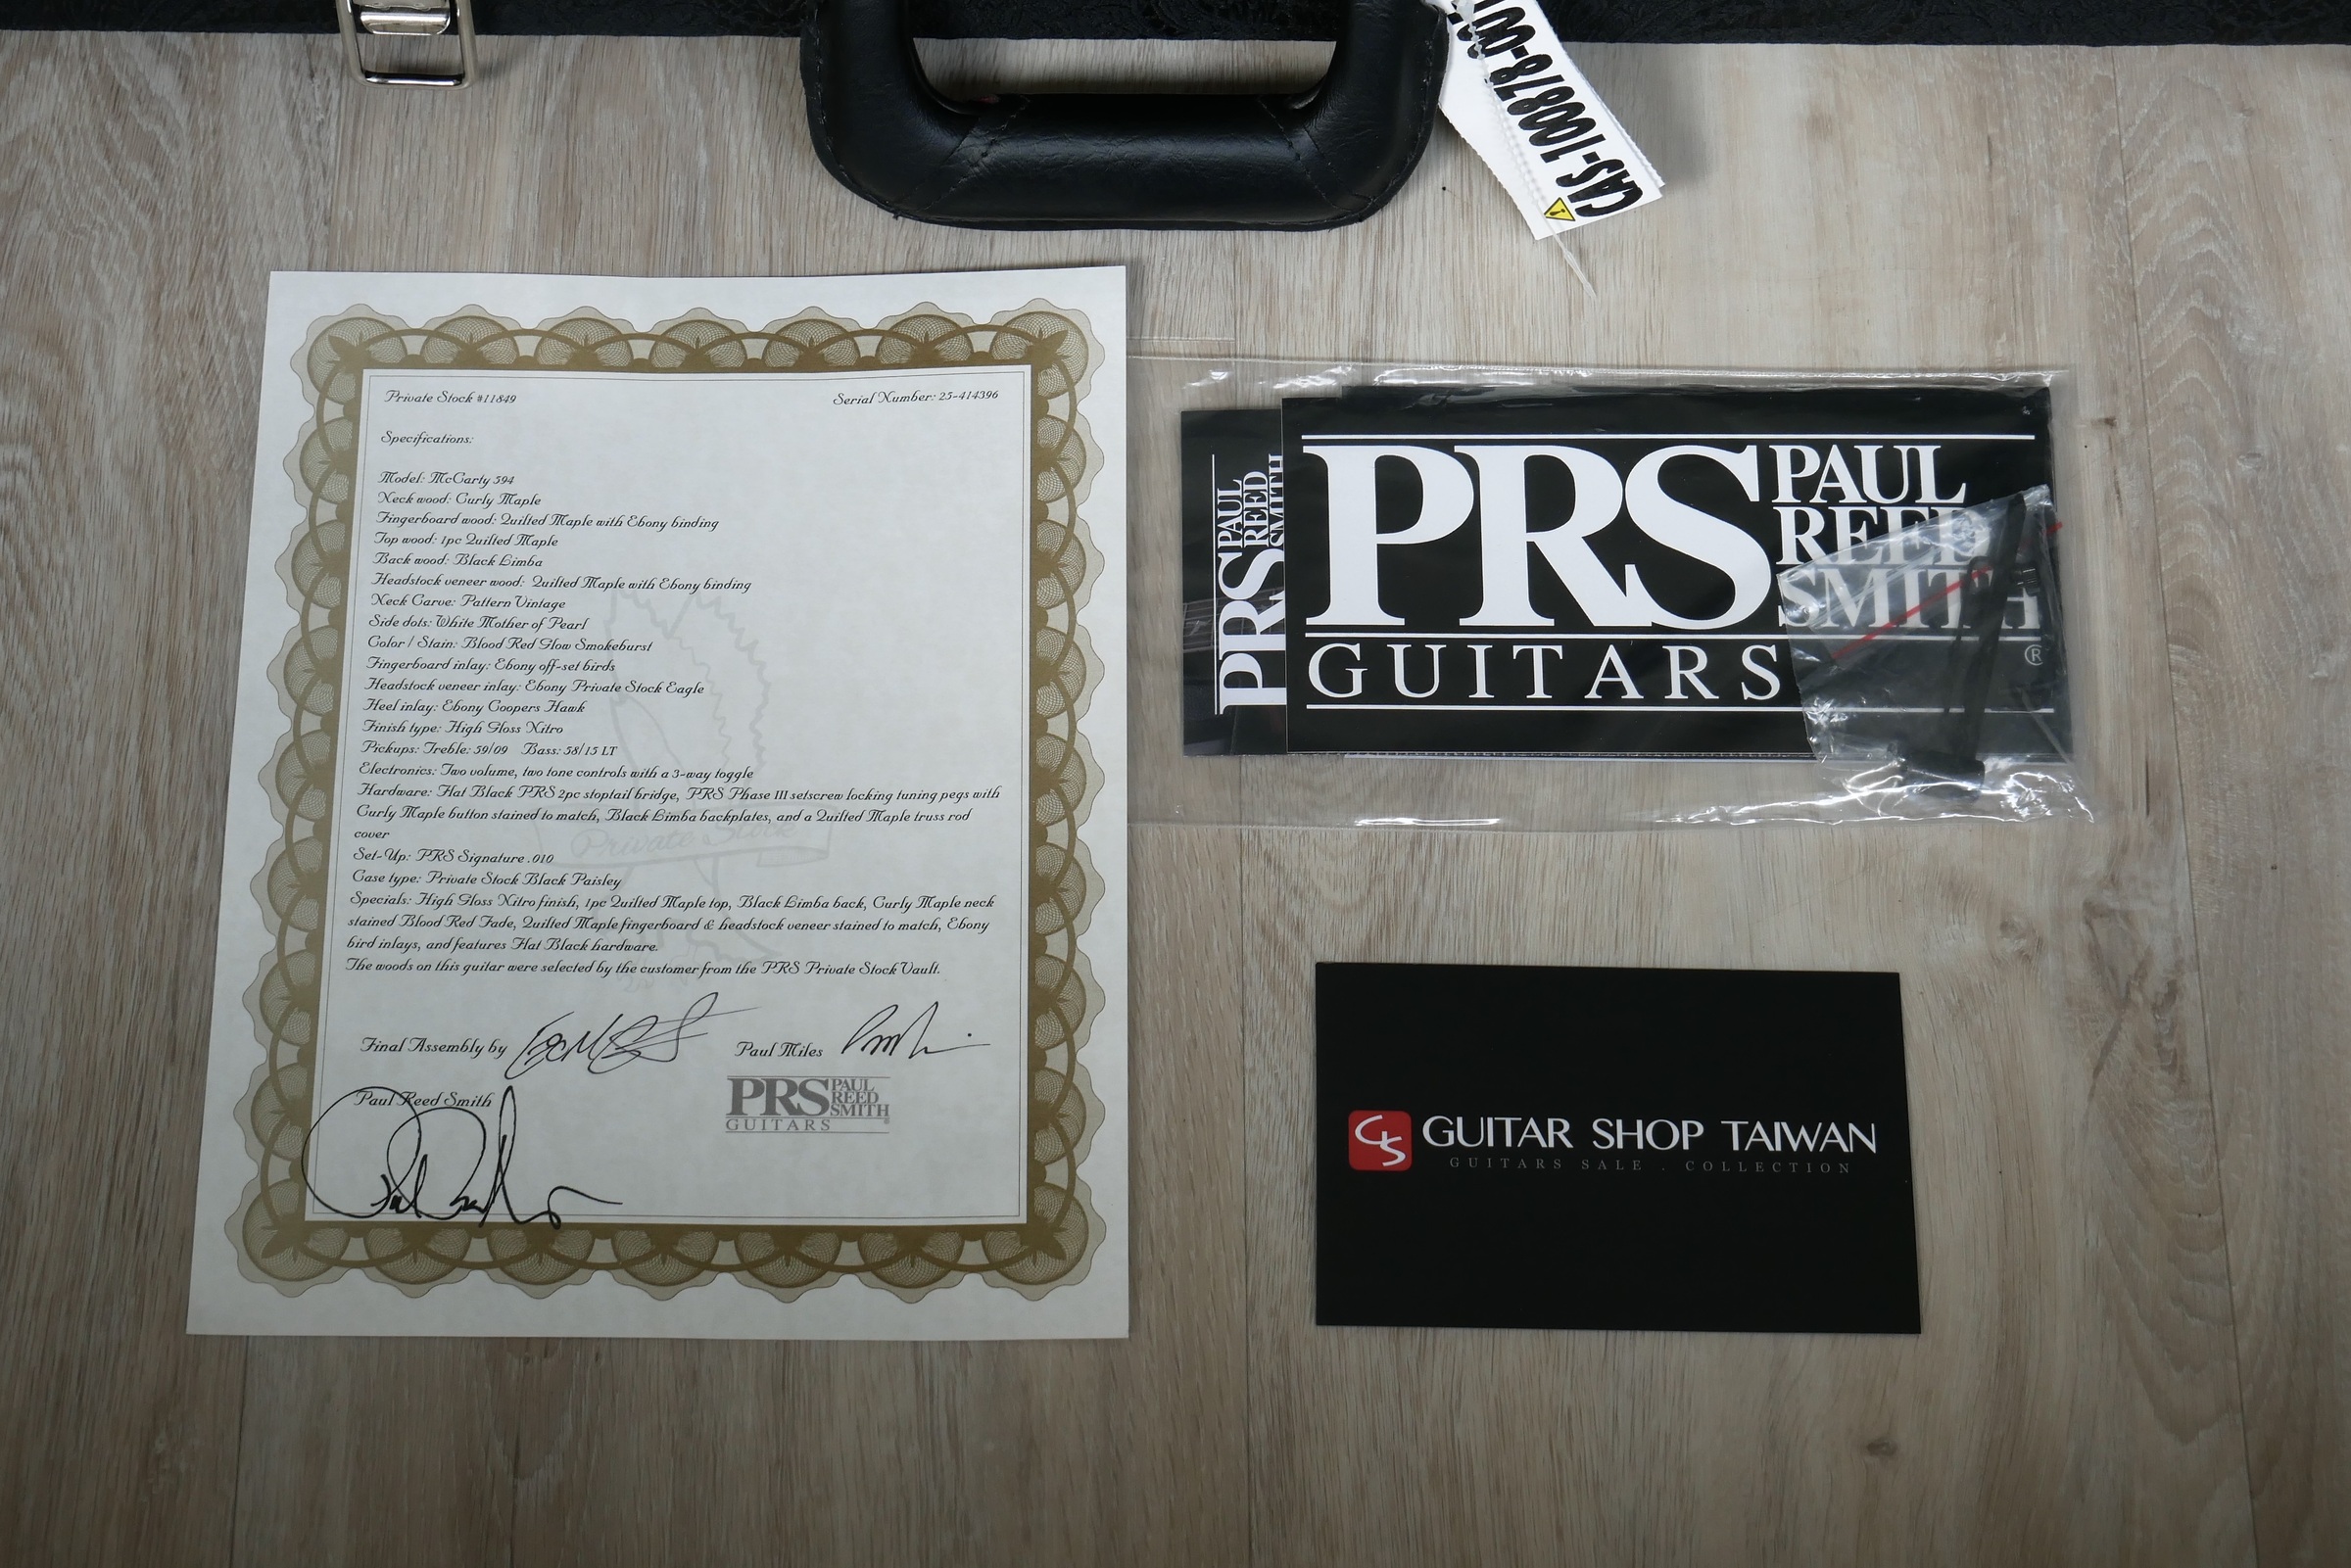 CAS-100878-001
Private Stock #11849
Serial Number: 25-414396
Specifications:
Model: McCarty 594
Neck wood: Curly Maple
Fingerboard wood: Quilted Maple with Ebony binding
Top wood: 1pc Quilted Maple
Back wood: Black Limba
Headstock veneer wood: Quilted Maple with Ebony binding
Neck Carve: Pattern Vintage
Side dots: White Mother of Pearl
Color / Stain: Blood Red Glow Smokeburst
Fingerboard inlay: Ebony off-set birds
Headstock veneer inlay: Ebony Private Stock Eagle
Heel inlay: Ebony Coopers Hawk
Finish type: High Gloss Nitro
Pickups: Treble: 59/09 Bass: 58/15 LT
Electronics: Two volume, two tone controls with a 3-way toggle
Hardware: Flat Black PRS 2pc stoptail bridge, PRS Phase III setscrew locking tuning pegs with
Curly Maple button stained to match, Black Limba backplates, and a Quilted Maple truss rod
cover
Private Stock
Set-Up: PRS Signature .010
Case type: Private Stock Black Paisley
Specials: High Gloss Nitro finish, 1pc Quilted Maple top, Black Limba back, Curly Maple neck
stained Blood Red Fade, Quilted Maple fingerboard & headstock veneer stained to match, Ebony
bird inlays, and features Flat Black hardware.
The woods on this guitar were selected by the customer from the PRS Private Stock Vault.
Final Assembly by
Paul Miles
Paul Reed Smith
PRS PAUL
REED
SMITH
GUITARS
PRS PAUL
REED
SMITH
PRS PAUL
REED
SMITH
GUITARS ®
GS GUITAR SHOP TAIWAN
GUITARS SALE . COLLECTION